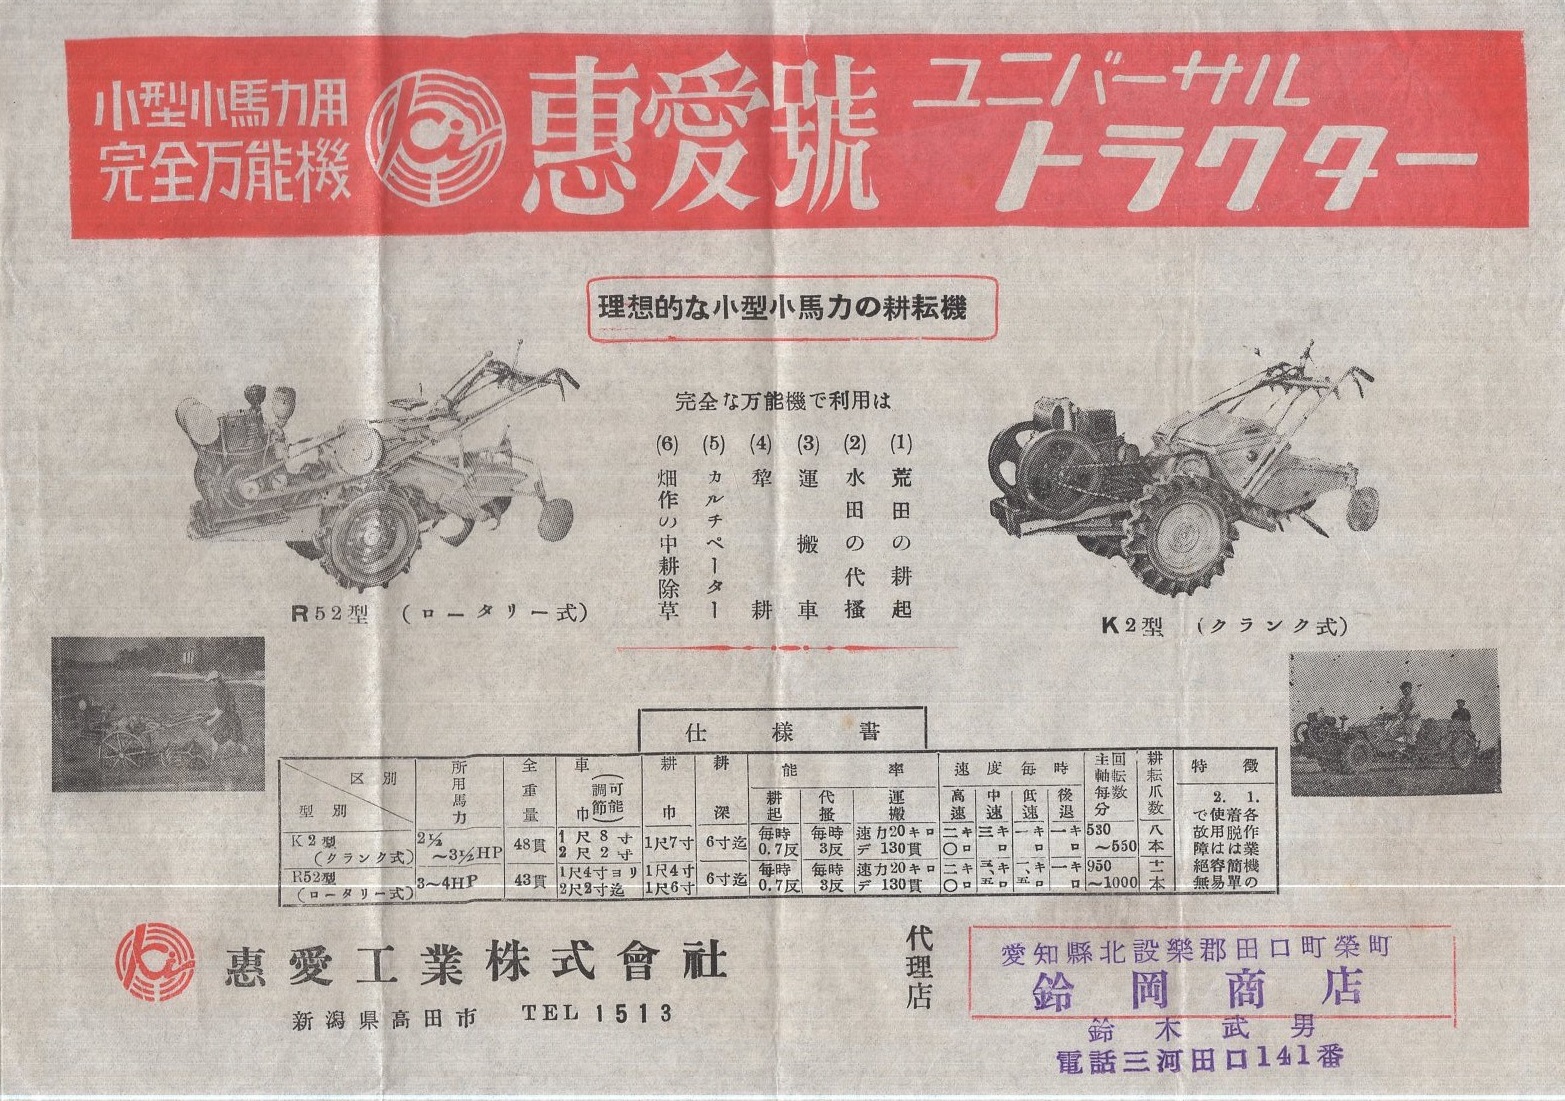 小型小馬力用
完全万能機
惠愛號
ユニバーサル
トラクター
理想的な小型小馬力の耕耘機
完全な万能機で利用は
(1) 荒田の耕起
(2) 水田の代掻
(3) 運搬車
(4) 犂耕
(5) カルチベーター
(6) 畑作の中耕除草
R52型 (ロータリー式)
K2型 (クランク式)
仕様書
区別
型別
所用馬力
全重量
車巾(調節可能)
耕巾
耕深
能率
耕起
代掻
運搬
速度毎時
高速
中速
低速
後退
主軸毎分回転数
耕耘爪数
特徴
K2型
(クランク式)
2½
～3½HP
48貫
1尺8寸
2尺2寸
1尺7寸
6寸迄
毎時
0.7反
毎時
3反
速力20キロ
デ 130貫
二〇キロ
三キロ
一キロ
一キロ
530
～550
八本
R52型
(ロータリー式)
3～4HP
43貫
1尺4寸ヨリ
2尺2寸迄
1尺4寸
1尺6寸
6寸迄
毎時
0.7反
毎時
3反
速力20キロ
デ 130貫
二〇キロ
三、五キロ
一、五キロ
一キロ
950
～1000
十二本
1. 各作業機の
着脱は簡單
2. 使用は容易
で故障は絶無
惠愛工業株式會社
新潟県高田市 TEL 1513
代理店
愛知縣北設樂郡田口町榮町
鈴岡商店
鈴木武男
電話三河田口141番